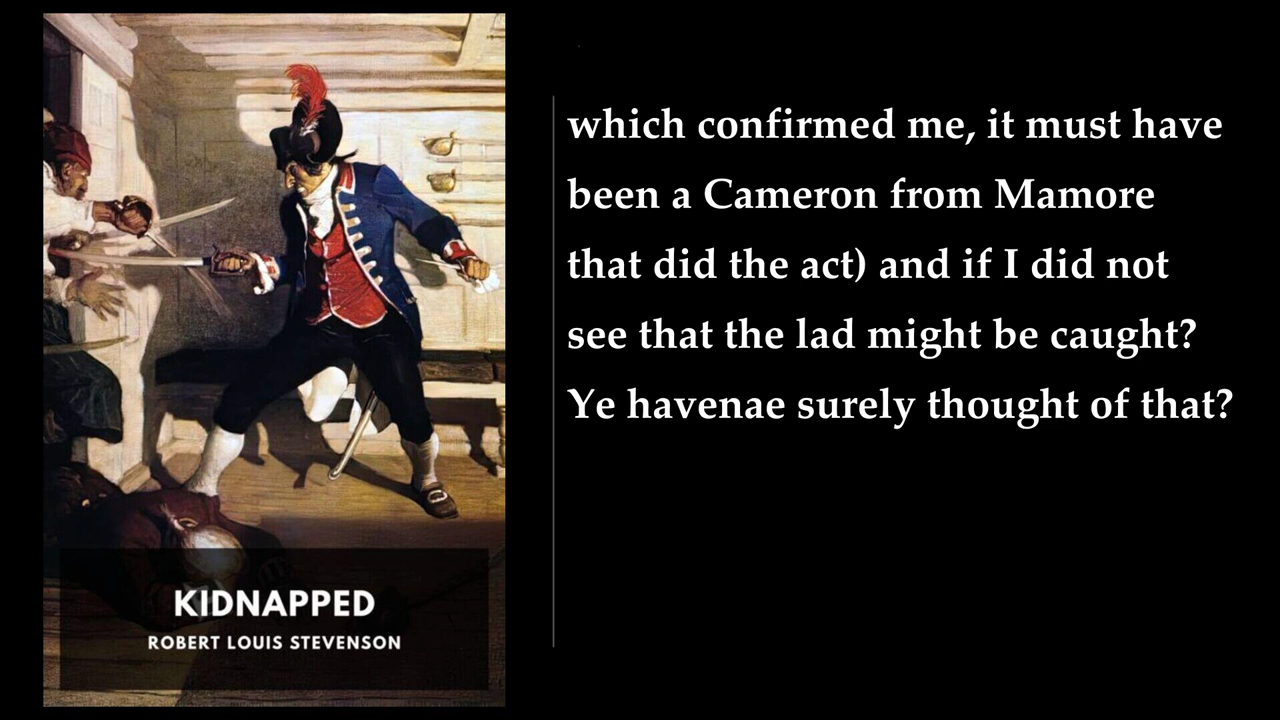 KIDNAPPED
ROBERT LOUIS STEVENSON
which confirmed me, it must have
been a Cameron from Mamore
that did the act) and if I did not
see that the lad might be caught?
Ye havenae surely thought of that?